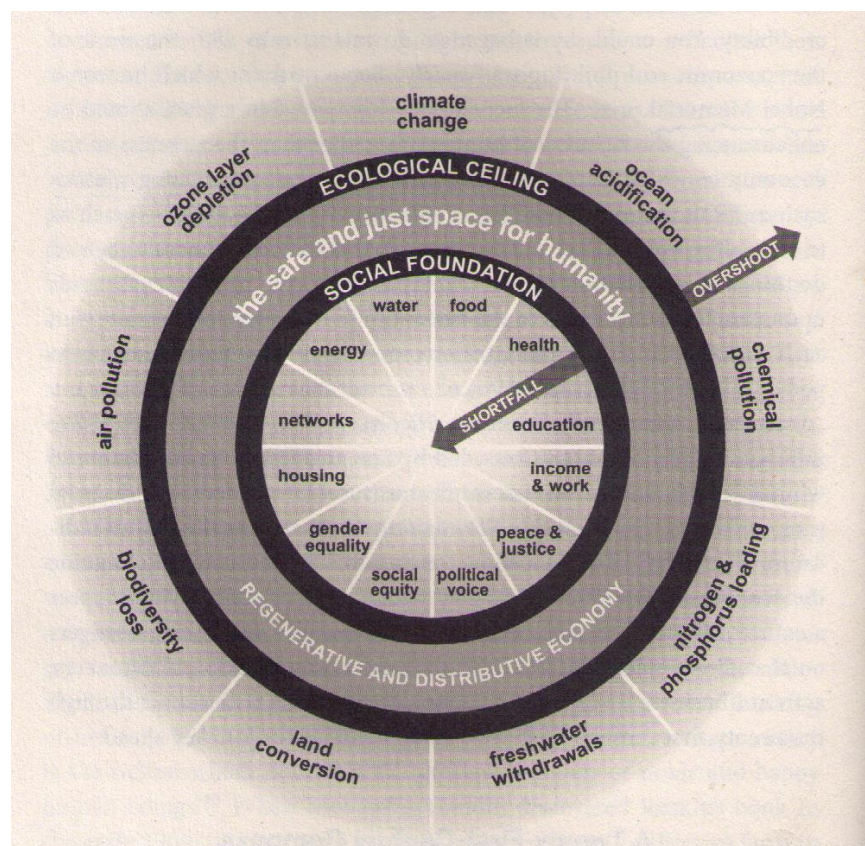 climate
change
ocean
acidification
chemical
pollution
nitrogen &
phosphorus loading
freshwater
withdrawals
land
conversion
biodiversity
loss
air pollution
ozone layer
depletion
ECOLOGICAL CEILING
the safe and just space for humanity
SOCIAL FOUNDATION
OVERSHOOT
SHORTFALL
water
food
health
education
income
& work
peace &
justice
political
voice
social
equity
gender
equality
housing
networks
energy
REGENERATIVE AND DISTRIBUTIVE ECONOMY